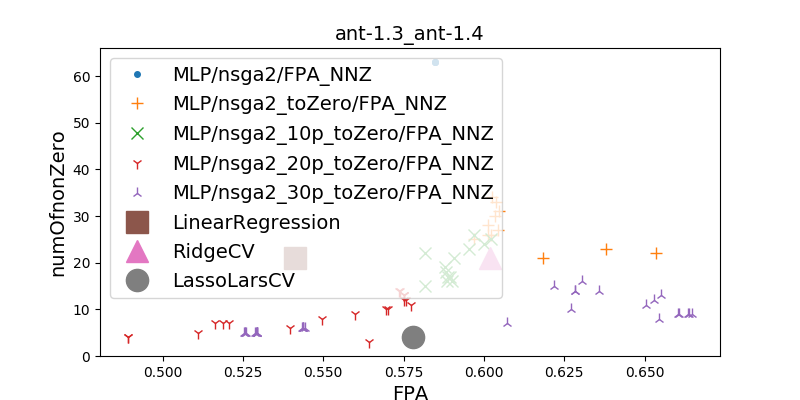 ant-1.3_ant-1.4
numOfnonZero
60
50
40
30
20
10
0
MLP/nsga2/FPA_NNZ
MLP/nsga2_toZero/FPA_NNZ
MLP/nsga2_10p_toZero/FPA_NNZ
MLP/nsga2_20p_toZero/FPA_NNZ
MLP/nsga2_30p_toZero/FPA_NNZ
LinearRegression
RidgeCV
LassoLarsCV
0.500 0.525 0.550 0.575 0.600 0.625 0.650
FPA